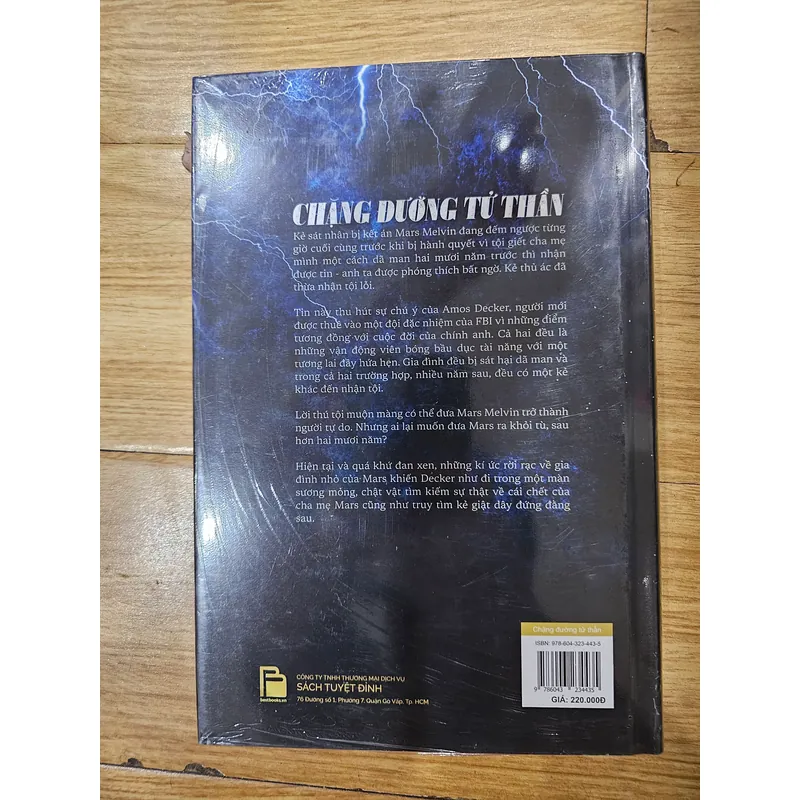 CHẶNG ĐƯỜNG TỬ THẦN
Kẻ sát nhân bị kết án Mars Melvin đang đếm ngược từng
giờ cuối cùng trước khi bị hành quyết vì tội giết cha mẹ
mình một cách dã man hai mươi năm trước thì nhận
được tin - anh ta được phóng thích bất ngờ. Kẻ thủ ác đã
thừa nhận tội lỗi.
Tin này thu hút sự chú ý của Amos Decker, người mới
được thuê vào một đội đặc nhiệm của FBI vì những điểm
tương đồng với cuộc đời của chính anh. Cả hai đều là
những vận động viên bóng bầu dục tài năng với một
tương lai đầy hứa hẹn. Gia đình đều bị sát hại dã man và
trong cả hai trường hợp, nhiều năm sau, đều có một kẻ
khác đến nhận tội.
Lời thú tội muộn màng có thể đưa Mars Melvin trở thành
người tự do. Nhưng ai lại muốn đưa Mars ra khỏi tù, sau
hơn hai mươi năm?
Hiện tại và quá khứ đan xen, những kí ức rời rạc về gia
đình nhỏ của Mars khiến Decker như đi trong một màn
sương mỏng, chật vật tìm kiếm sự thật về cái chết của
cha mẹ Mars cũng như truy tìm kẻ giật dây đứng đằng
sau.
Chặng đường tử thần
ISBN: 978-604-323-443-5
9 786043 234435
GIÁ: 220.000Đ
bestbooks.vn
CÔNG TY TNHH THƯƠNG MẠI DỊCH VỤ
SÁCH TUYỆT ĐỈNH
76 Đường số 1, Phường 7, Quận Gò Vấp, Tp. HCM